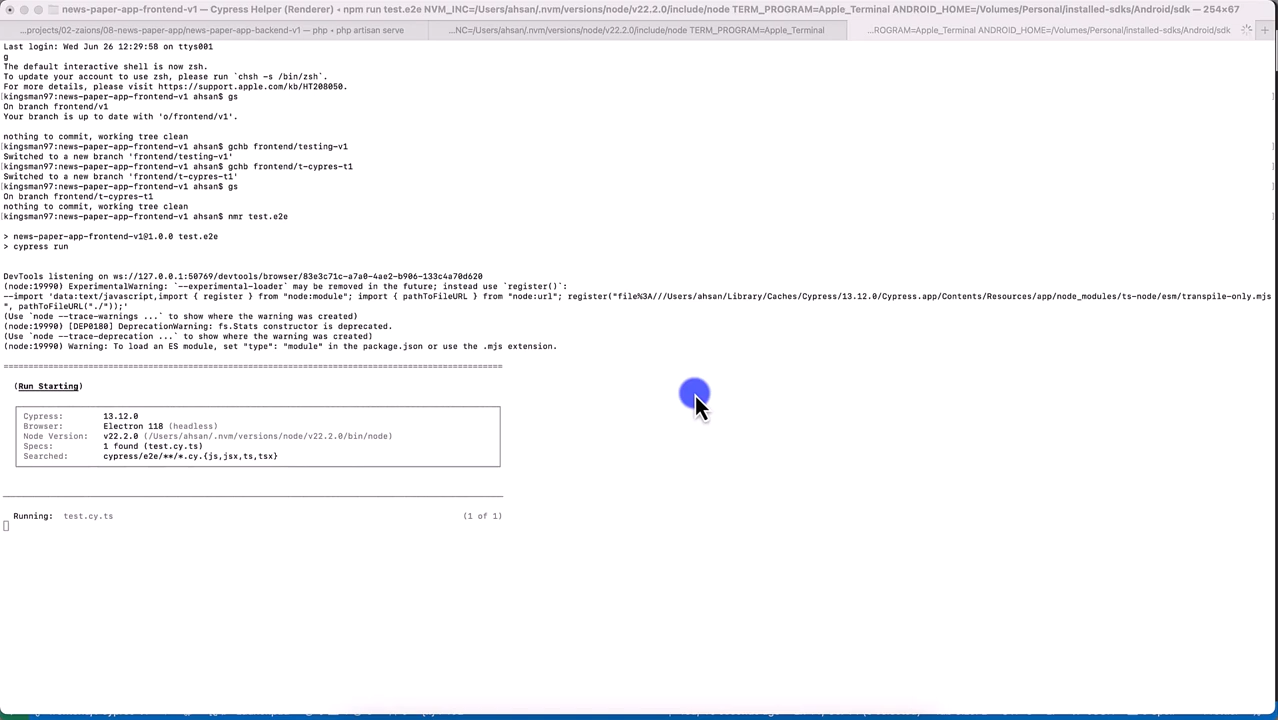 news-paper-app-frontend-v1 — Cypress Helper (Renderer) ◂ npm run test.e2e NVM_INC=/Users/ahsan/.nvm/versions/node/v22.2.0/include/node TERM_PROGRAM=Apple_Terminal ANDROID_HOME=/Volumes/Personal/installed-sdks/Android/sdk — 254×67
...projects/02-zaions/08-news-paper-app/news-paper-app-backend-v1 — php • php artisan serve
...NC=/Users/ahsan/.nvm/versions/node/v22.2.0/include/node TERM_PROGRAM=Apple_Terminal
...ROGRAM=Apple_Terminal ANDROID_HOME=/Volumes/Personal/installed-sdks/Android/sdk
Last login: Wed Jun 26 12:29:58 on ttys001
g
The default interactive shell is now zsh.
To update your account to use zsh, please run `chsh -s /bin/zsh`.
For more details, please visit https://support.apple.com/kb/HT208050.
[kingsman97:news-paper-app-frontend-v1 ahsan$ gs ]
On branch frontend/v1
Your branch is up to date with 'o/frontend/v1'.
nothing to commit, working tree clean
[kingsman97:news-paper-app-frontend-v1 ahsan$ gchb frontend/testing-v1 ]
Switched to a new branch 'frontend/testing-v1'
[kingsman97:news-paper-app-frontend-v1 ahsan$ gchb frontend/t-cypres-t1 ]
Switched to a new branch 'frontend/t-cypres-t1'
[kingsman97:news-paper-app-frontend-v1 ahsan$ gs ]
On branch frontend/t-cypres-t1
nothing to commit, working tree clean
[kingsman97:news-paper-app-frontend-v1 ahsan$ nmr test.e2e ]
> news-paper-app-frontend-v1@1.0.0 test.e2e
> cypress run
DevTools listening on ws://127.0.0.1:50769/devtools/browser/83e3c71c-a7a0-4ae2-b906-133c4a70d620
(node:19990) ExperimentalWarning: `--experimental-loader` may be removed in the future; instead use `register()`:
--import 'data:text/javascript,import { register } from "node:module"; import { pathToFileURL } from "node:url"; register("file%3A///Users/ahsan/Library/Caches/Cypress/13.12.0/Cypress.app/Contents/Resources/app/node_modules/ts-node/esm/transpile-only.mjs
", pathToFileURL("./"));'
(Use `node --trace-warnings ...` to show where the warning was created)
(node:19990) [DEP0180] DeprecationWarning: fs.Stats constructor is deprecated.
(Use `node --trace-deprecation ...` to show where the warning was created)
(node:19990) Warning: To load an ES module, set "type": "module" in the package.json or use the .mjs extension.
====================================================================================================
(Run Starting)
Cypress: 13.12.0
Browser: Electron 118 (headless)
Node Version: v22.2.0 (/Users/ahsan/.nvm/versions/node/v22.2.0/bin/node)
Specs: 1 found (test.cy.ts)
Searched: cypress/e2e/**/*.cy.{js,jsx,ts,tsx}
Running: test.cy.ts (1 of 1)